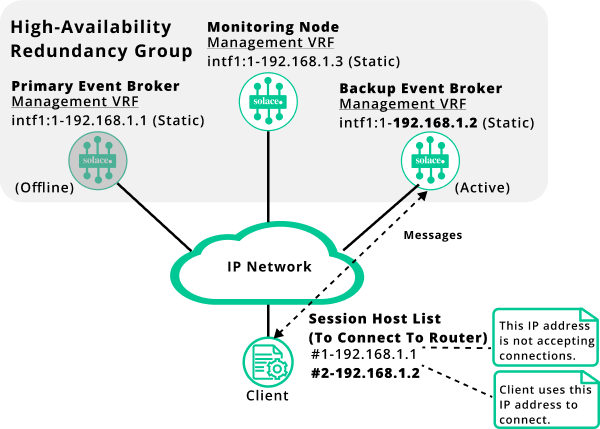 High-Availability
Redundancy Group
Monitoring Node
Management VRF
intf1:1-192.168.1.3 (Static)
solace.
Primary Event Broker
Management VRF
intf1:1-192.168.1.1 (Static)
solace.
(Offline)
Backup Event Broker
Management VRF
intf1:1-192.168.1.2 (Static)
solace.
(Active)
Messages
IP Network
Session Host List
(To Connect To Router)
#1-192.168.1.1
#2-192.168.1.2
Client
This IP address
is not accepting
connections.
Client uses this
IP address to
connect.